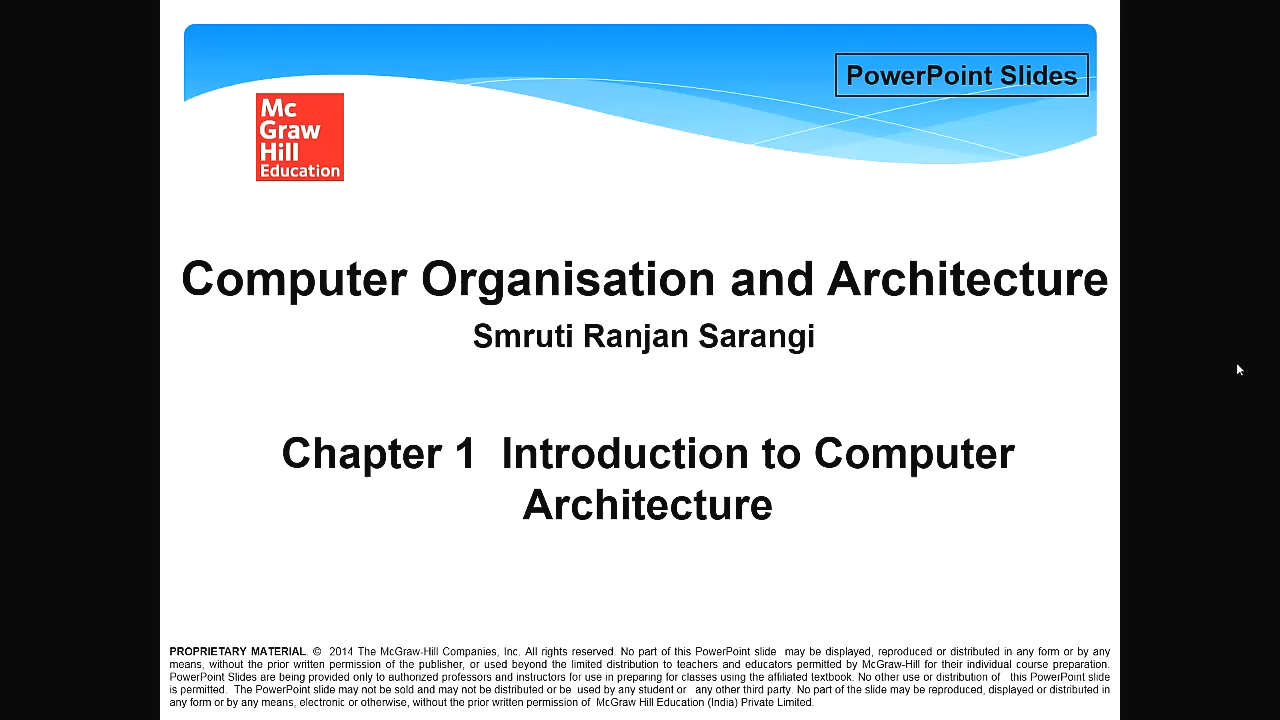 PowerPoint Slides
Mc
Graw
Hill
Education
Computer Organisation and Architecture
Smruti Ranjan Sarangi
Chapter 1  Introduction to Computer
Architecture
PROPRIETARY MATERIAL. © 2014 The McGraw-Hill Companies, Inc. All rights reserved. No part of this PowerPoint slide may be displayed, reproduced or distributed in any form or by any
means, without the prior written permission of the publisher, or used beyond the limited distribution to teachers and educators permitted by McGraw-Hill for their individual course preparation.
PowerPoint Slides are being provided only to authorized professors and instructors for use in preparing for classes using the affiliated textbook. No other use or distribution of this PowerPoint slide
is permitted. The PowerPoint slide may not be sold and may not be distributed or be used by any student or any other third party. No part of the slide may be reproduced, displayed or distributed in
any form or by any means, electronic or otherwise, without the prior written permission of McGraw Hill Education (India) Private Limited.